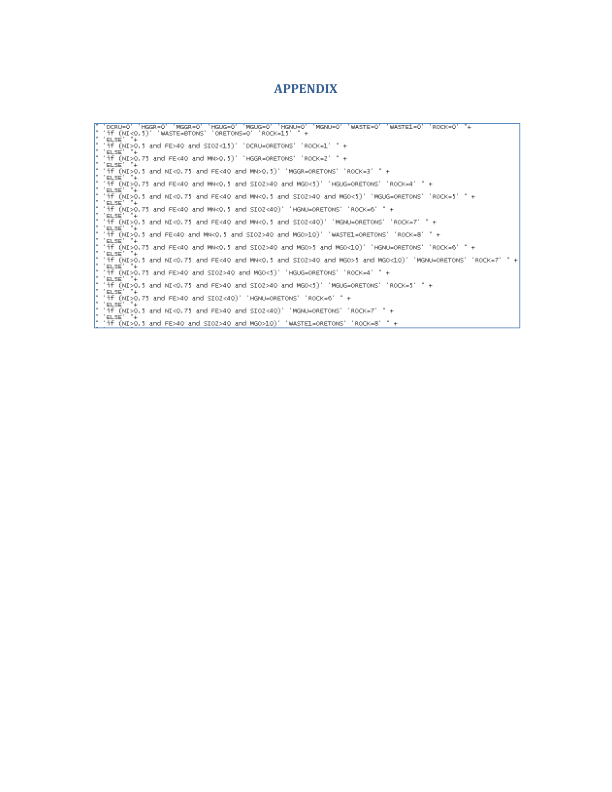 APPENDIX
" 'DCRU=0' 'HGGR=0' 'MGGR=0' 'HGUG=0' 'MGUG=0' 'HGNU=0' 'MGNU=0' 'WASTE=0' 'WASTE1=0' 'ROCK=0' "+
" 'if (NI<0.5)' 'WASTE=BTONS' 'ORETONS=0' 'ROCK=15' " +
" 'ELSE' "+
" 'if (NI>0.5 and FE>40 and SIO2<15)' 'DCRU=ORETONS' 'ROCK=1' " +
" 'ELSE' "+
" 'if (NI>0.75 and FE<40 and MN>0.5)' 'HGGR=ORETONS' 'ROCK=2' " +
" 'ELSE' "+
" 'if (NI>0.5 and NI<0.75 and FE<40 and MN>0.5)' 'MGGR=ORETONS' 'ROCK=3' " +
" 'ELSE' "+
" 'if (NI>0.75 and FE<40 and MN<0.5 and SIO2>40 and MGO<5)' 'HGUG=ORETONS' 'ROCK=4' " +
" 'ELSE' "+
" 'if (NI>0.5 and NI<0.75 and FE<40 and MN<0.5 and SIO2>40 and MGO<5)' 'MGUG=ORETONS' 'ROCK=5' " +
" 'ELSE' "+
" 'if (NI>0.75 and FE<40 and MN<0.5 and SIO2<40)' 'HGNU=ORETONS' 'ROCK=6' " +
" 'ELSE' "+
" 'if (NI>0.5 and NI<0.75 and FE<40 and MN<0.5 and SIO2<40)' 'MGNU=ORETONS' 'ROCK=7' " +
" 'ELSE' "+
" 'if (NI>0.5 and FE<40 and MN<0.5 and SIO2>40 and MGO>10)' 'WASTE1=ORETONS' 'ROCK=8' " +
" 'ELSE' "+
" 'if (NI>0.75 and FE<40 and MN<0.5 and SIO2>40 and MGO>5 and MGO<10)' 'HGNU=ORETONS' 'ROCK=6' " +
" 'ELSE' "+
" 'if (NI>0.5 and NI<0.75 and FE<40 and MN<0.5 and SIO2>40 and MGO>5 and MGO<10)' 'MGNU=ORETONS' 'ROCK=7' " +
" 'ELSE' "+
" 'if (NI>0.75 and FE>40 and SIO2>40 and MGO<5)' 'HGUG=ORETONS' 'ROCK=4' " +
" 'ELSE' "+
" 'if (NI>0.5 and NI<0.75 and FE>40 and SIO2>40 and MGO<5)' 'MGUG=ORETONS' 'ROCK=5' " +
" 'ELSE' "+
" 'if (NI>0.75 and FE>40 and SIO2<40)' 'HGNU=ORETONS' 'ROCK=6' " +
" 'ELSE' "+
" 'if (NI>0.5 and NI<0.75 and FE>40 and SIO2<40)' 'MGNU=ORETONS' 'ROCK=7' " +
" 'ELSE' "+
" 'if (NI>0.5 and FE>40 and SIO2>40 and MGO>10)' 'WASTE1=ORETONS' 'ROCK=8' " +